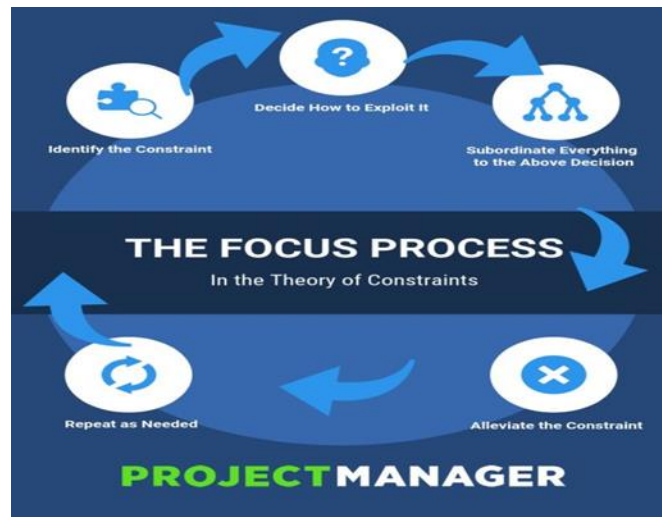 ?
Decide How to Exploit It
Identify the Constraint
Subordinate Everything
to the Above Decision
THE FOCUS PROCESS
In the Theory of Constraints
Repeat as Needed
Alleviate the Constraint
PROJECTMANAGER